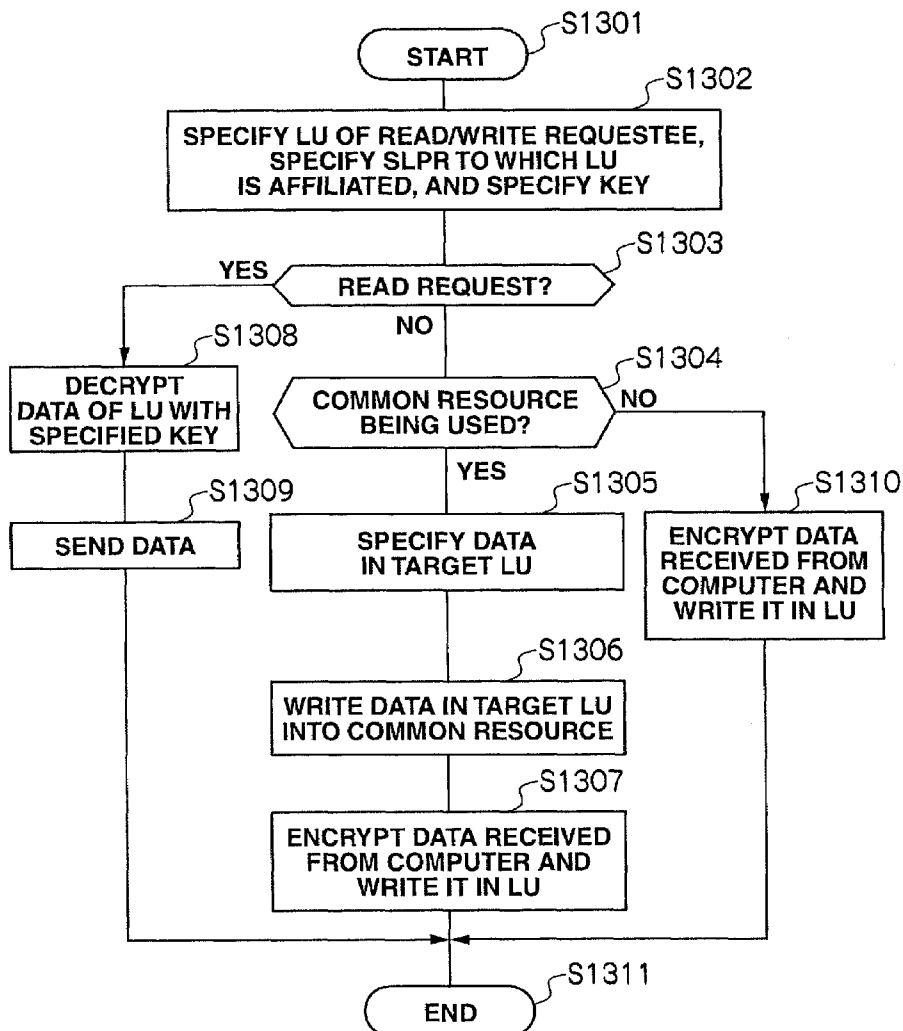 S1301
START
S1302
SPECIFY LU OF READ/WRITE REQUESTEE,
SPECIFY SLPR TO WHICH LU
IS AFFILIATED, AND SPECIFY KEY
S1303
YES
READ REQUEST?
NO
S1308
DECRYPT
DATA OF LU WITH
SPECIFIED KEY
S1304
COMMON RESOURCE
BEING USED?
NO
YES
S1309
SEND DATA
S1305
SPECIFY DATA
IN TARGET LU
S1310
ENCRYPT DATA
RECEIVED FROM
COMPUTER AND
WRITE IT IN LU
S1306
WRITE DATA IN TARGET LU
INTO COMMON RESOURCE
S1307
ENCRYPT DATA RECEIVED
FROM COMPUTER AND
WRITE IT IN LU
S1311
END